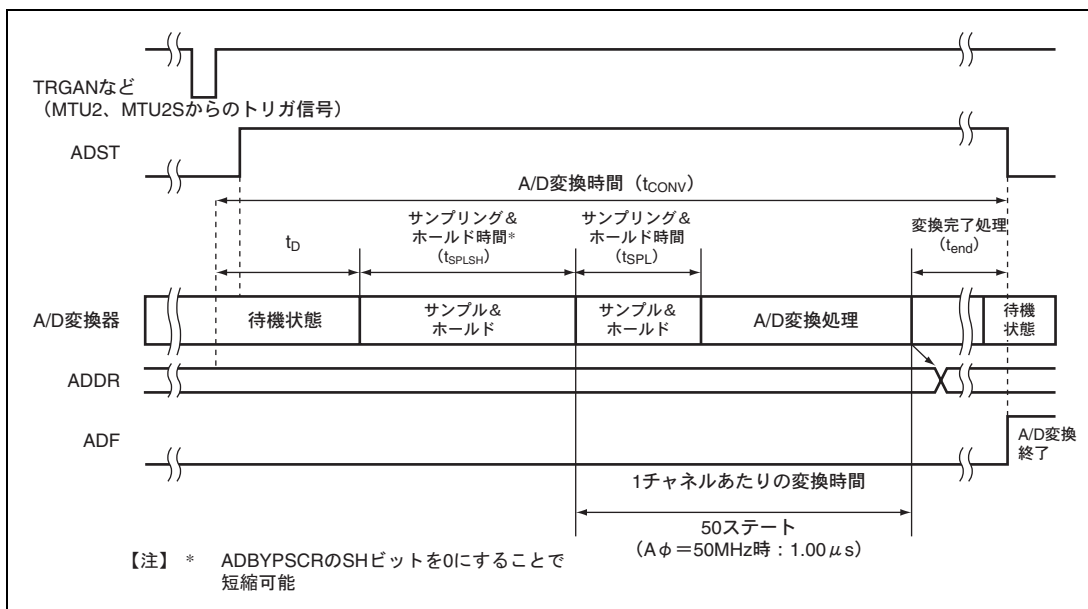 TRGANなど
（MTU2、MTU2Sからのトリガ信号）
ADST
A/D変換時間（tCONV）
サンプリング＆
ホールド時間*
（tSPLSH）
サンプリング＆
ホールド時間
（tSPL）
変換完了処理
（tend）
tD
A/D変換器
待機状態
サンプル＆
ホールド
サンプル＆
ホールド
A/D変換処理
待機
状態
ADDR
ADF
A/D変換
終了
1チャネルあたりの変換時間
50ステート
（Aφ＝50MHz時：1.00μs）
【注】 * ADBYPSCRのSHビットを0にすることで
短縮可能